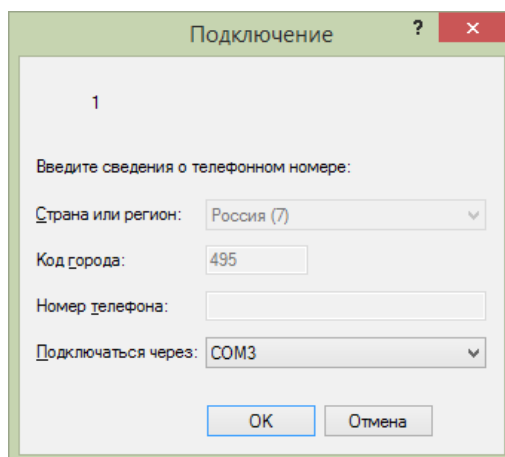 Подключение
?
1
Введите сведения о телефонном номере:
Страна или регион: Россия (7)
Код города: 495
Номер телефона:
Подключаться через: COM3
OK Отмена